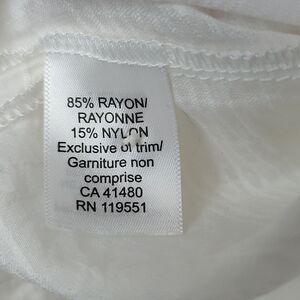 85% RAYON/
RAYONNE
15% NYLON
Exclusive of trim/
Garniture non
comprise
CA 41480
RN 119551